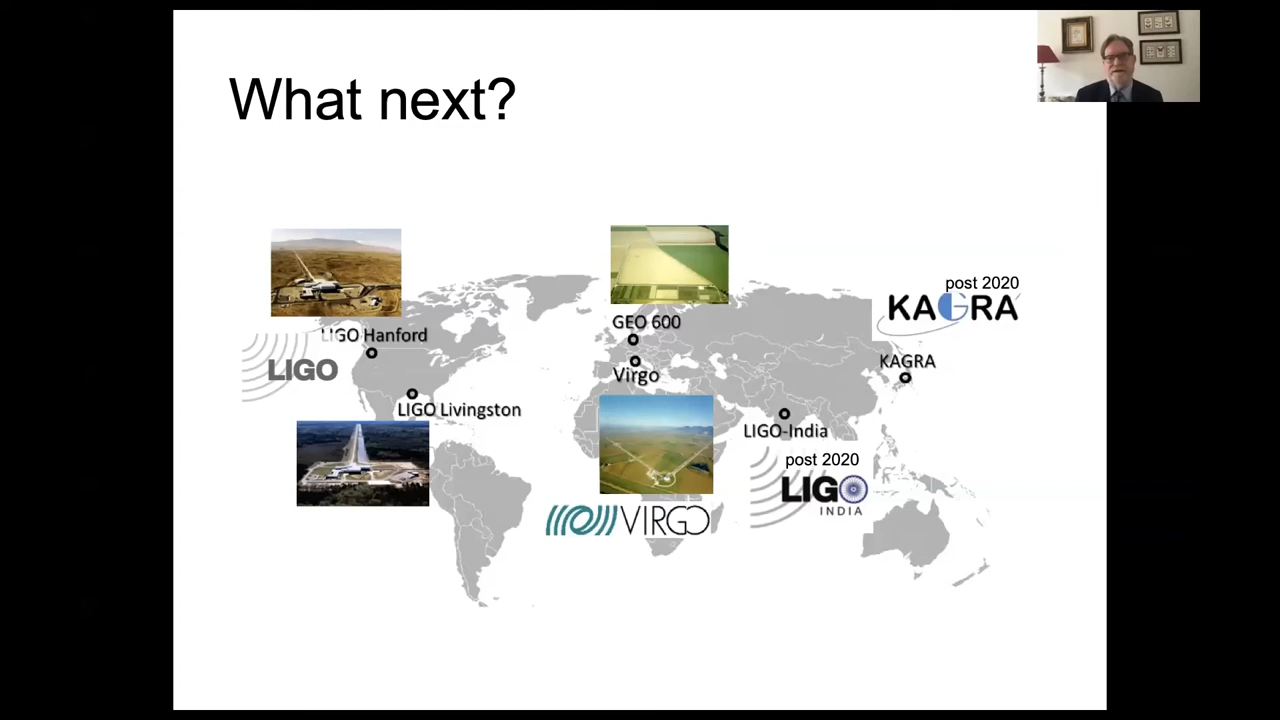 What next?
post 2020
KAGRA
LIGO Hanford
GEO 600
KAGRA
LIGO
Virgo
LIGO Livingston
LIGO-India
post 2020
LIGO
INDIA
VIRGO